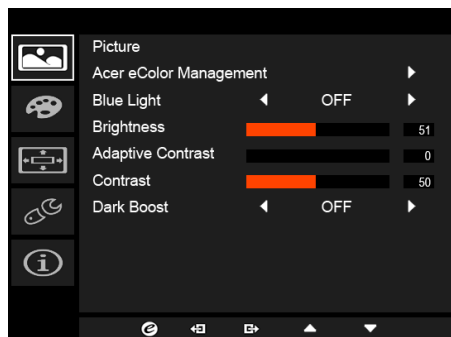 Picture
Acer eColor Management
Blue Light OFF
Brightness 51
Adaptive Contrast 0
Contrast 50
Dark Boost OFF